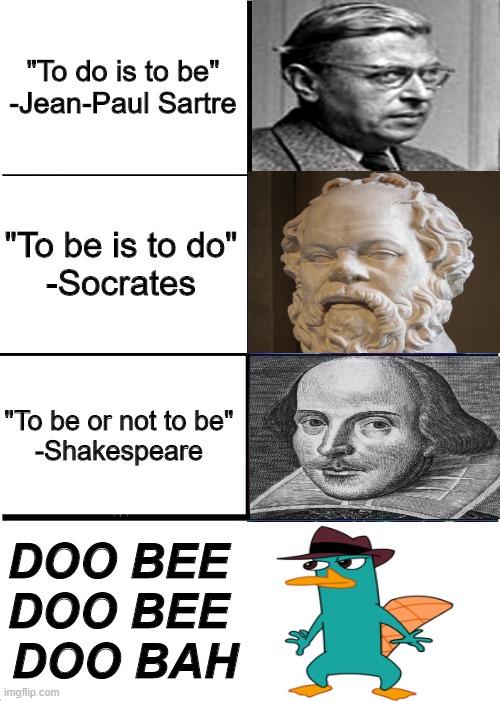 "To do is to be"
-Jean-Paul Sartre
"To be is to do"
-Socrates
"To be or not to be"
-Shakespeare
DOO BEE
DOO BEE
DOO BAH
imgflip.com